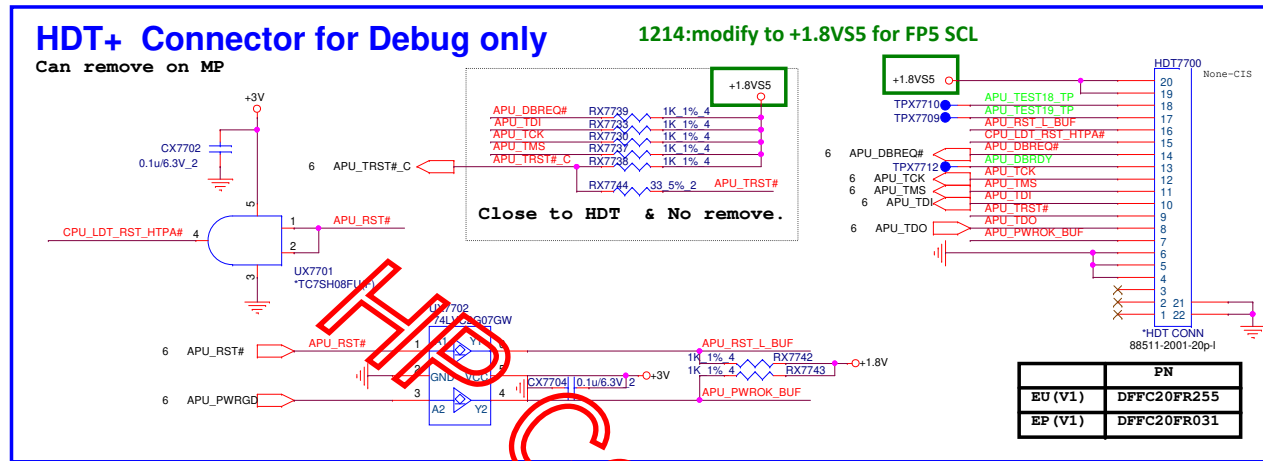 HDT+ Connector for Debug only
Can remove on MP
1214:modify to +1.8VS5 for FP5 SCL
+3V
CX7702
0.1u/6.3V_2
5
1
2
4
3
APU_RST#
CPU_LDT_RST_HTPA#
UX7701
*TC7SH08FU(F)
+1.8VS5
APU_DBREQ# RX7739 1K_1%_4
APU_TDI RX7733 1K_1%_4
APU_TCK RX7730 1K_1%_4
APU_TMS RX7737 1K_1%_4
APU_TRST#_C RX7738 1K_1%_4
6 APU_TRST#_C
RX7744 33_5%_2 APU_TRST#
Close to HDT & No remove.
HDT7700
None-CIS
+1.8VS5
20
19
TPX7710 APU_TEST18_TP 18
TPX7709 APU_TEST19_TP 17
APU_RST_L_BUF 16
CPU_LDT_RST_HTPA# 15
6 APU_DBREQ# APU_DBREQ# 14
TPX7712 APU_DBRDY 13
6 APU_TCK APU_TCK 12
6 APU_TMS APU_TMS 11
6 APU_TDI APU_TDI 10
APU_TRST# 9
6 APU_TDO APU_TDO 8
APU_PWROK_BUF 7
6
5
4
3
2 21
1 22
*HDT CONN
88511-2001-20p-l
UX7702
74LVC2G07GW
6 APU_RST# APU_RST# 1 A1 Y1 6 APU_RST_L_BUF
1K_1%_4 RX7742 +1.8V
1K_1%_4 RX7743
2 GND VCC 5 +3V
CX7704 0.1u/6.3V_2
6 APU_PWRGD 3 A2 Y2 4 APU_PWROK_BUF
PN
EU(V1) DFFC20FR255
EP(V1) DFFC20FR031
HP